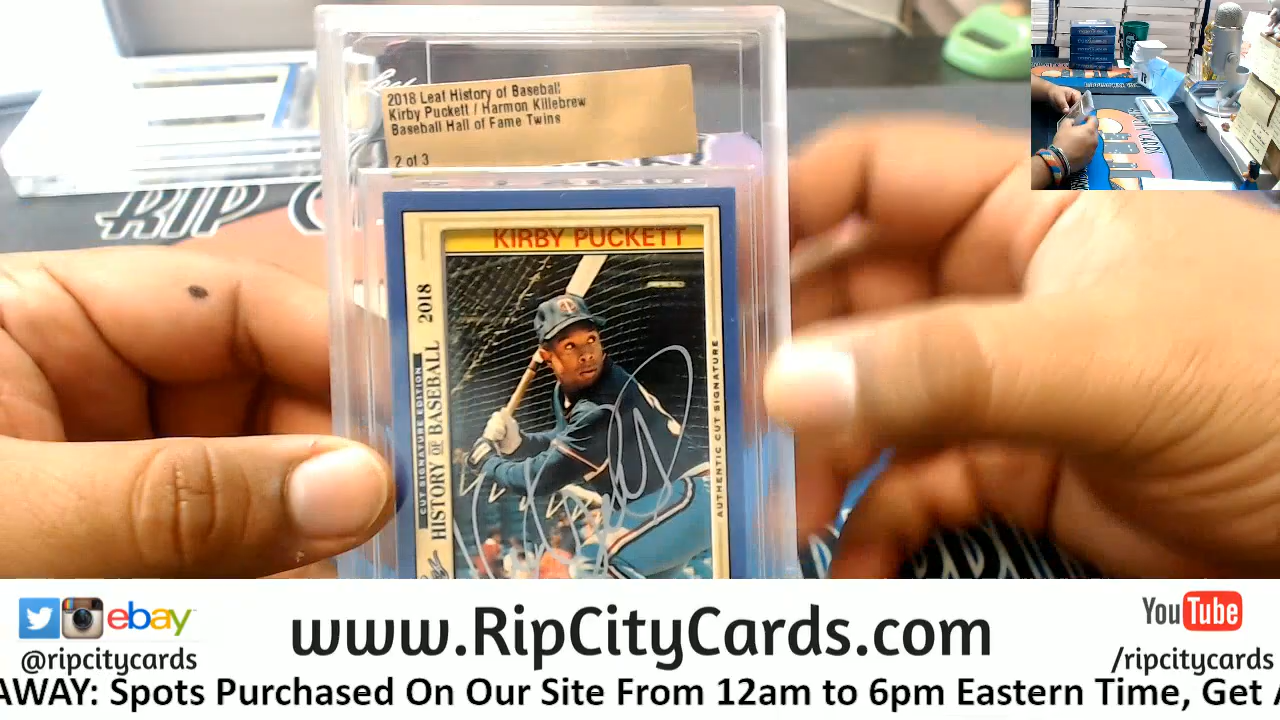 Leaf
2018 Leaf History of Baseball
Kirby Puckett / Harmon Killebrew
Baseball Hall of Fame Twins
2 of 3
RIP C
KIRBY PUCKETT
CUT SIGNATURE EDITION
HISTORY OF BASEBALL 2018
AUTHENTIC CUT SIGNATURE
ebay
@ripcitycards
www.RipCityCards.com
YouTube
/ripcitycards
AWAY: Spots Purchased On Our Site From 12am to 6pm Eastern Time, Get